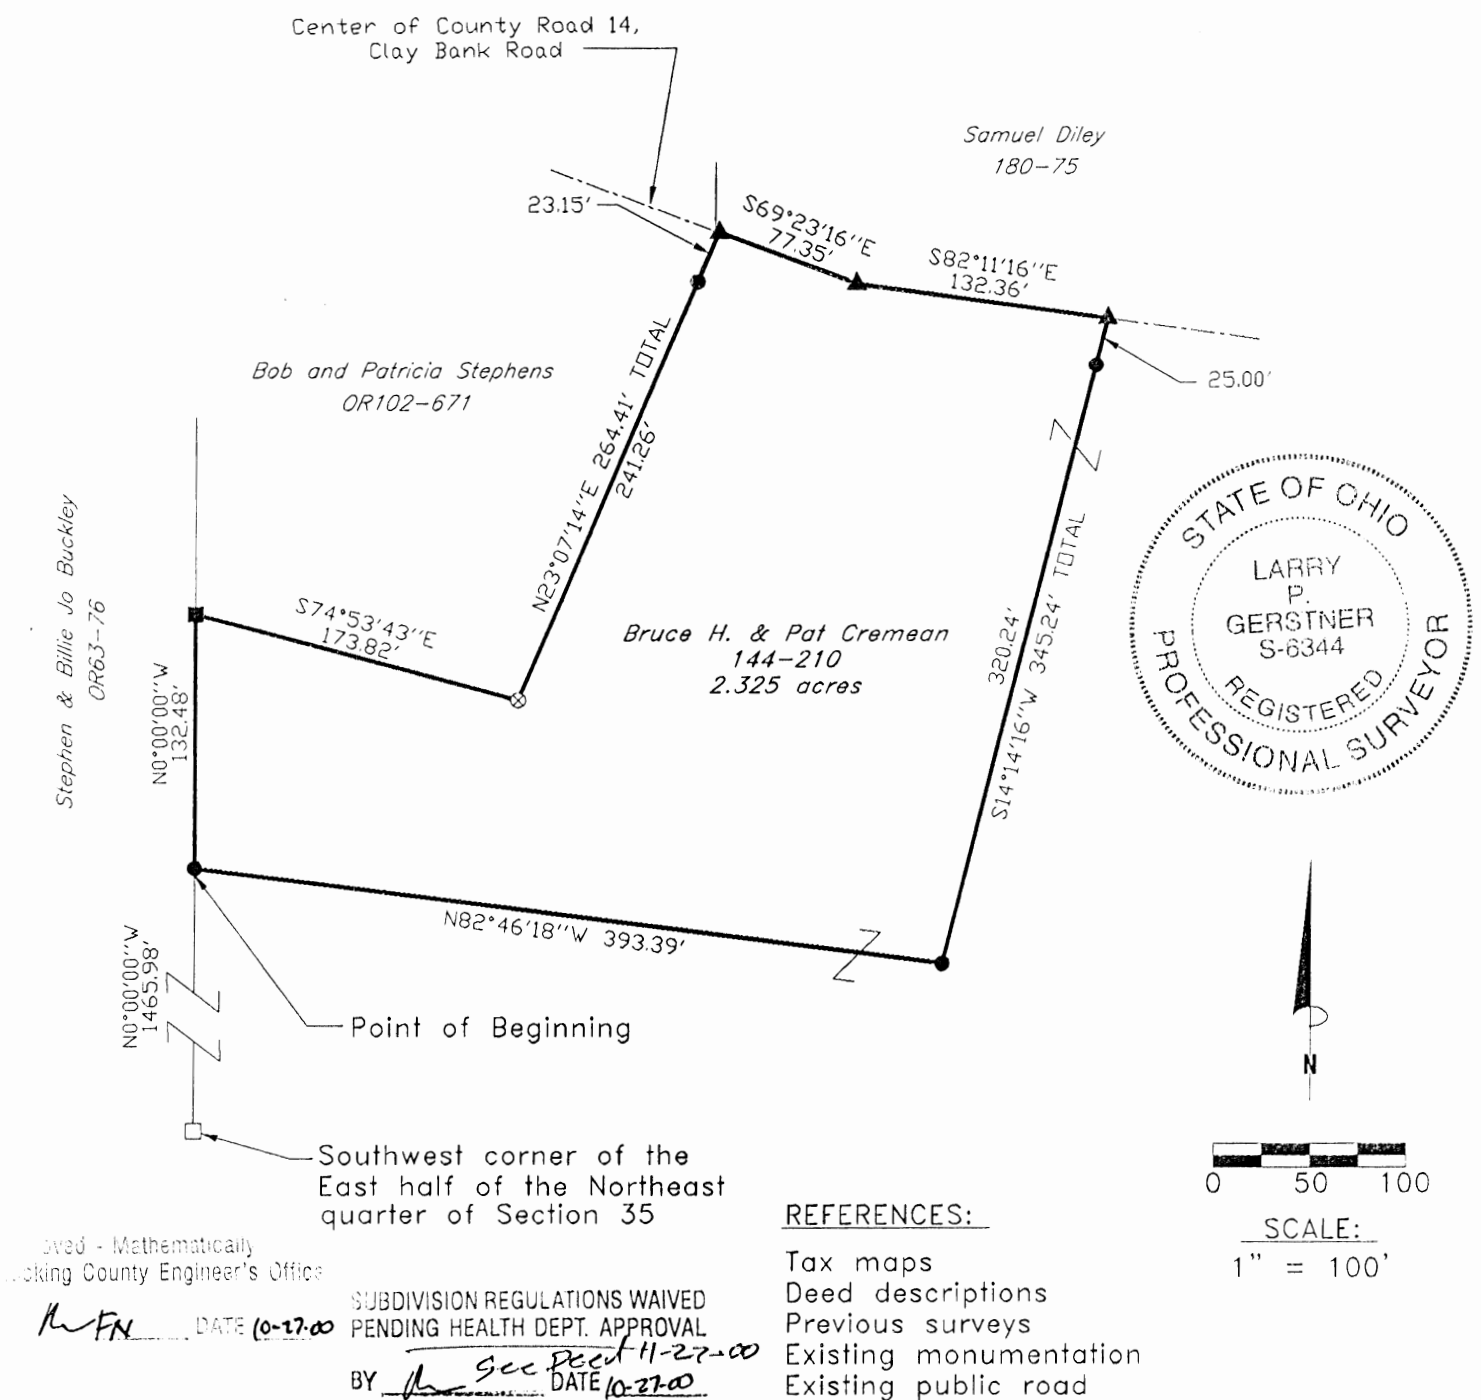 Center of County Road 14,
Clay Bank Road
Samuel Diley
180-75
23.15'
S69°23'16"E
77.35'
S82°11'16"E
132.36'
25.00'
Bob and Patricia Stephens
OR102-671
N23°07'14"E 264.41' TOTAL
241.26'
Stephen & Billie Jo Buckley
OR63-76
S74°53'43"E
173.82'
N0°00'00"W
132.48'
Bruce H. & Pat Cremean
144-210
2.325 acres
320.24'
S14°14'16"W 345.24' TOTAL
STATE OF OHIO
LARRY
P.
GERSTNER
S-6344
REGISTERED
PROFESSIONAL SURVEYOR
N82°46'18"W 393.39'
N0°00'00"W
1465.98'
Point of Beginning
N
Southwest corner of the
East half of the Northeast
quarter of Section 35
0 50 100
SCALE:
1" = 100'
REFERENCES:
Tax maps
Deed descriptions
Previous surveys
Existing monumentation
Existing public road
- Mathematically
County Engineer's Office
DATE 10-27-00
SUBDIVISION REGULATIONS WAIVED
PENDING HEALTH DEPT. APPROVAL
See Deed 11-27-00
BY DATE 10-27-00